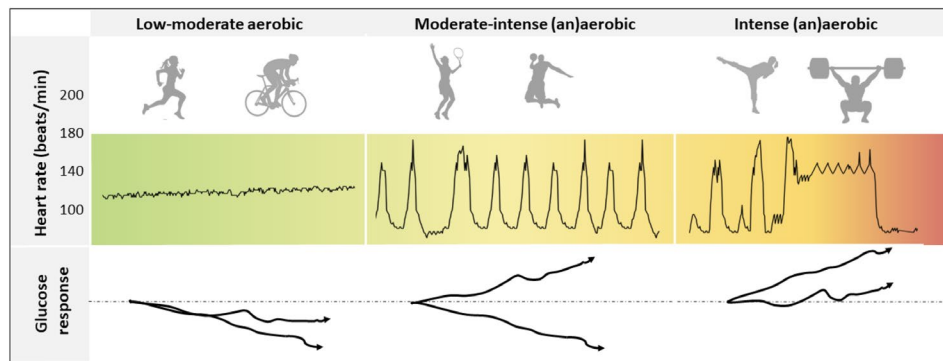 Low-moderate aerobic
Moderate-intense (an)aerobic
Intense (an)aerobic
Heart rate (beats/min)
200
180
140
100
Glucose
response